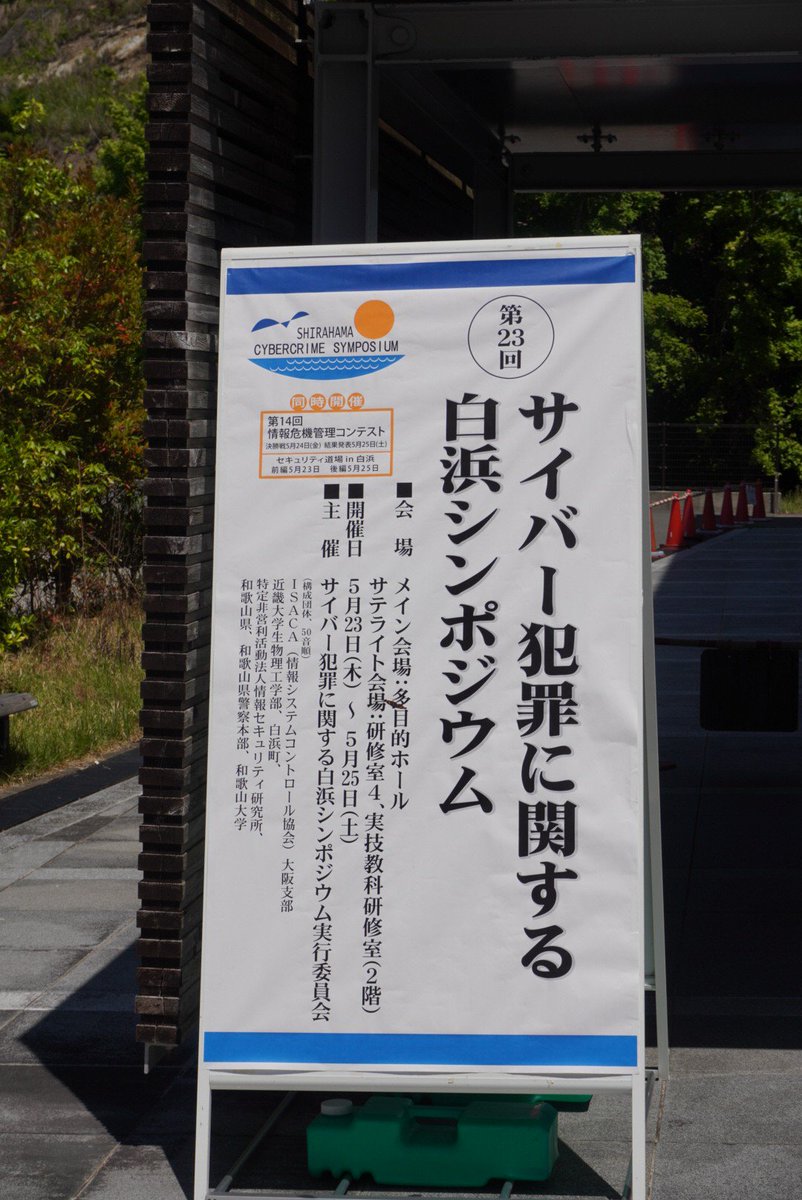 第23回
サイバー犯罪に関する
白浜シンポジウム
SHIRAHAMA
CYBERCRIME SYMPOSIUM
同時開催
第14回
情報危機管理コンテスト
決勝戦5月24日(金) 結果発表5月25日(土)
セキュリティ道場 in 白浜
前編5月23日 後編5月25日
■会 場 メイン会場:多目的ホール
サテライト会場:研修室4、実技教科研修室(2階)
■開催日 5月23日(木) ~ 5月25日(土)
■主 催 サイバー犯罪に関する白浜シンポジウム実行委員会
(構成団体、50音順)
ISACA(情報システムコントロール協会)大阪支部
近畿大学生物理工学部、白浜町、
特定非営利活動法人情報セキュリティ研究所、
和歌山県、和歌山県警察本部、和歌山大学